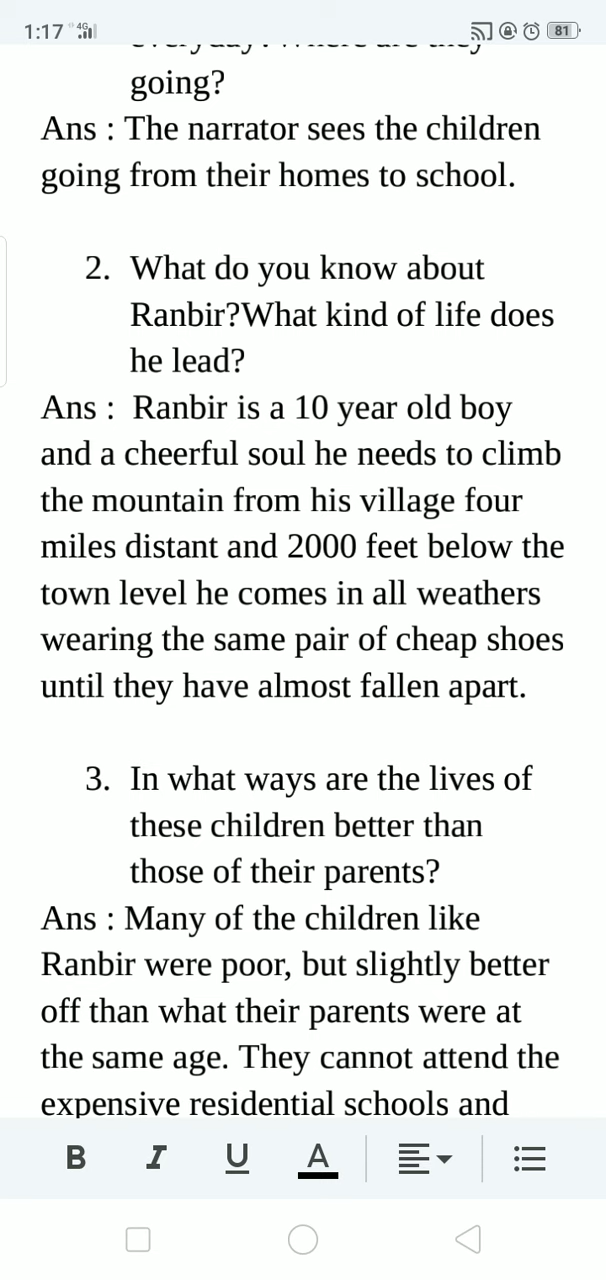 1:17 4G 81
going?
Ans : The narrator sees the children
going from their homes to school.
2. What do you know about
Ranbir?What kind of life does
he lead?
Ans :  Ranbir is a 10 year old boy
and a cheerful soul he needs to climb
the mountain from his village four
miles distant and 2000 feet below the
town level he comes in all weathers
wearing the same pair of cheap shoes
until they have almost fallen apart.
3. In what ways are the lives of
these children better than
those of their parents?
Ans : Many of the children like
Ranbir were poor, but slightly better
off than what their parents were at
the same age. They cannot attend the
expensive residential schools and
B I U A